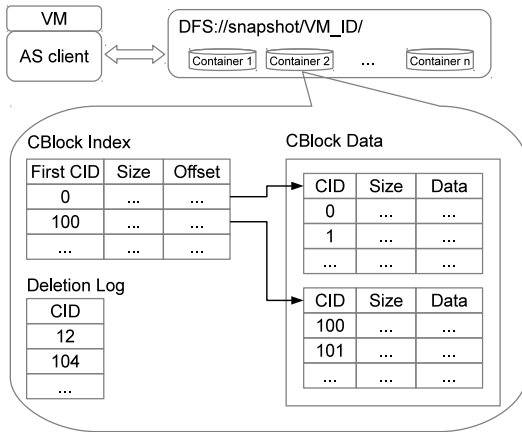 VM
AS client
DFS://snapshot/VM_ID/
Container 1 Container 2 ... Container n
CBlock Index
First CID Size Offset
0 ... ...
100 ... ...
... ... ...
Deletion Log
CID
12
104
...
CBlock Data
CID Size Data
0 ... ...
1 ... ...
... ... ...
CID Size Data
100 ... ...
101 ... ...
... ... ...